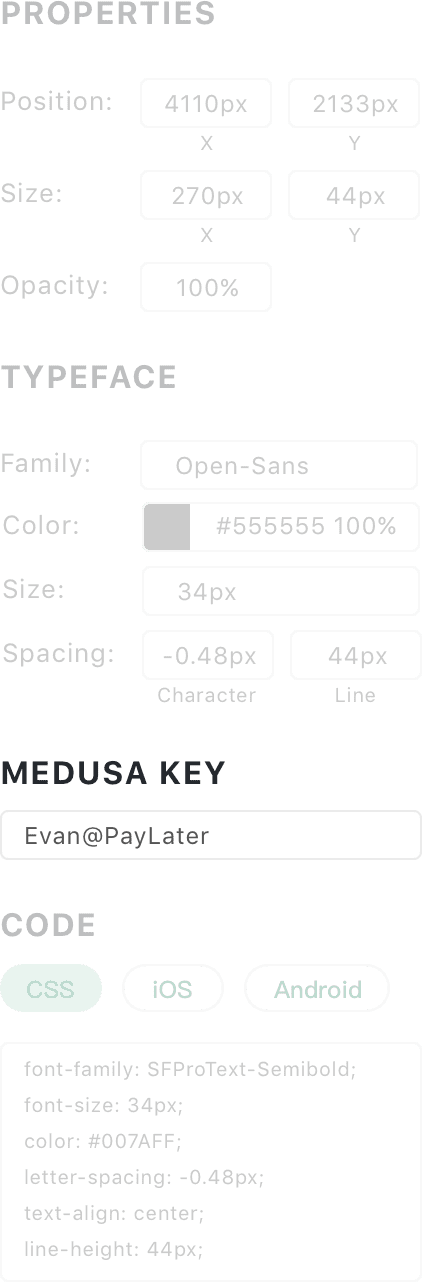 PROPERTIES
Position: 4110px 2133px
X Y
Size: 270px 44px
X Y
Opacity: 100%
TYPEFACE
Family: Open-Sans
Color: #555555 100%
Size: 34px
Spacing: -0.48px 44px
Character Line
MEDUSA KEY
Evan@PayLater
CODE
CSS iOS Android
font-family: SFProText-Semibold;
font-size: 34px;
color: #007AFF;
letter-spacing: -0.48px;
text-align: center;
line-height: 44px;